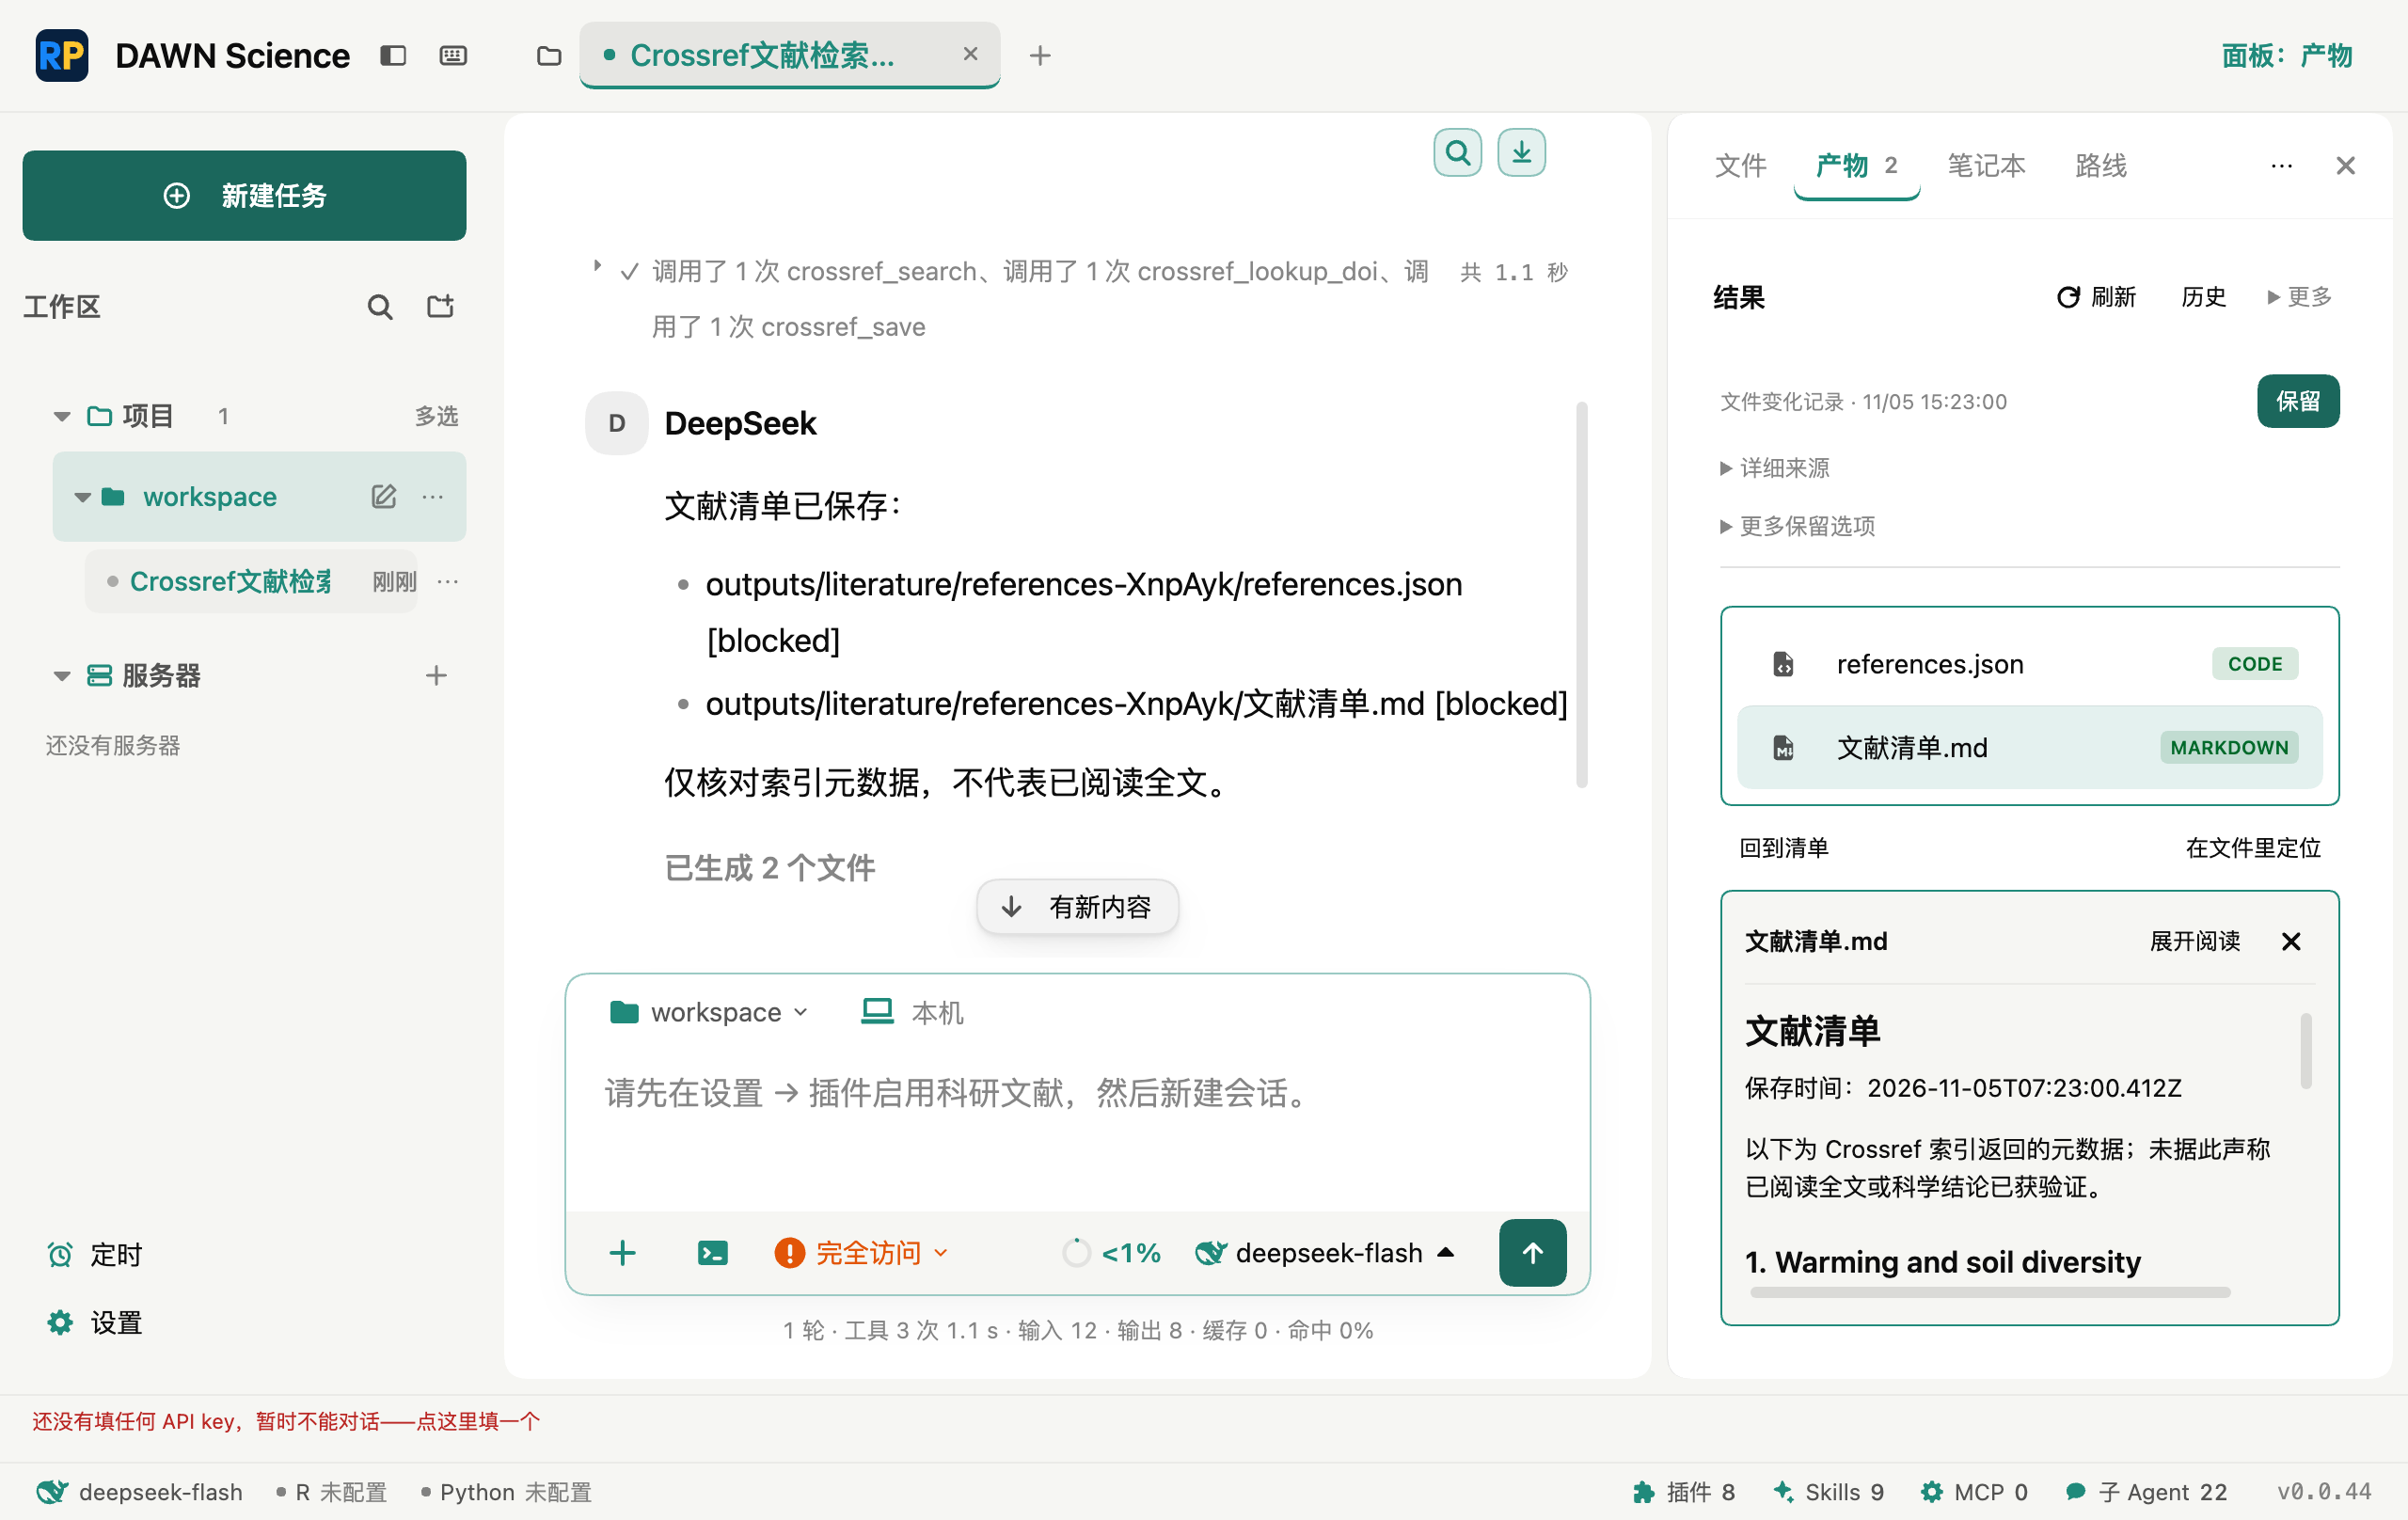 RP DAWN Science
Crossref文献检索...
面板：产物
新建任务
工作区
项目 1 多选
workspace
Crossref文献检索 刚刚
服务器
还没有服务器
定时
设置
调用了 1 次 crossref_search、调用了 1 次 crossref_lookup_doi、调 共 1.1 秒
用了 1 次 crossref_save
D DeepSeek
文献清单已保存：
outputs/literature/references-XnpAyk/references.json
[blocked]
outputs/literature/references-XnpAyk/文献清单.md [blocked]
仅核对索引元数据，不代表已阅读全文。
已生成 2 个文件
有新内容
workspace 本机
请先在设置 → 插件启用科研文献，然后新建会话。
完全访问 <1% deepseek-flash
1 轮 · 工具 3 次 1.1 s · 输入 12 · 输出 8 · 缓存 0 · 命中 0%
文件 产物 2 笔记本 路线
结果 刷新 历史 更多
文件变化记录 · 11/05 15:23:00 保留
详细来源
更多保留选项
references.json CODE
文献清单.md MARKDOWN
回到清单 在文件里定位
文献清单.md 展开阅读
文献清单
保存时间：2026-11-05T07:23:00.412Z
以下为 Crossref 索引返回的元数据；未据此声称
已阅读全文或科学结论已获验证。
1. Warming and soil diversity
还没有填任何 API key，暂时不能对话——点这里填一个
deepseek-flash R 未配置 Python 未配置
插件 8 Skills 9 MCP 0 子 Agent 22 v0.0.44